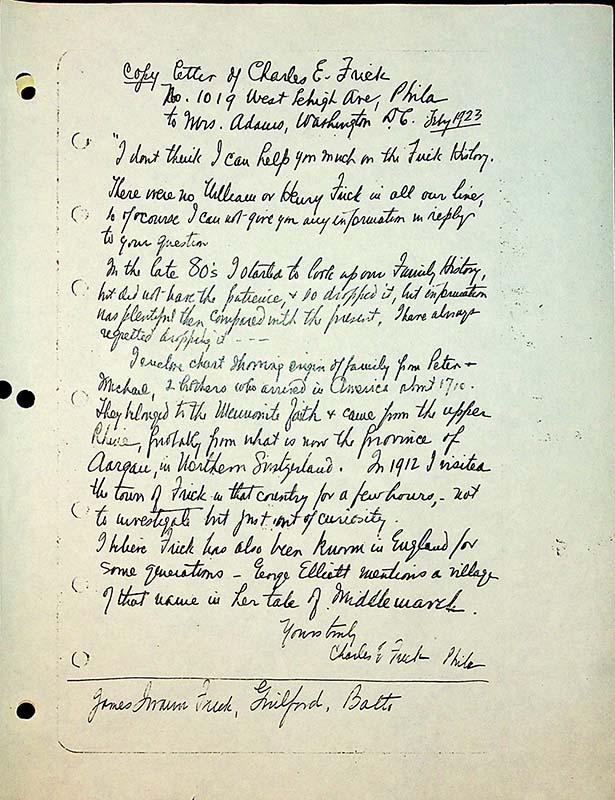 Copy letter of Charles E. Frick
No. 1019 West Lehigh Ave, Phila
to Mrs. Adams, Washington D.C. Feby 1923
"I dont think I can help you much on the Frick History.
There were no William or Henry Frick in all our line,
so of course I can not give you any information in reply
to your question
In the late 80's I started to look up our Family History,
but did not have the patience, & so dropped it, but information
was plentiful then compared with the present, I have always
regretted dropping it - - - -
I enclose chart showing origin of family from Peter &
Michael, 2 brothers who arrived in America about
They belonged to the Mennonite faith & came from the upper
Rhine, probably from what is now the province of
Aargau, in Northern Switzerland. In 1912 I visited
the town of Frick in that country for a few hours, - not
to investigate but just out of curiosity.
I believe Frick has also been known in England for
some generations - George Elliott mentions a village
of that name in her tale of Middlemarch.
Yours truly
Charles E Frick Phila
James Frick, Guilford, Balto